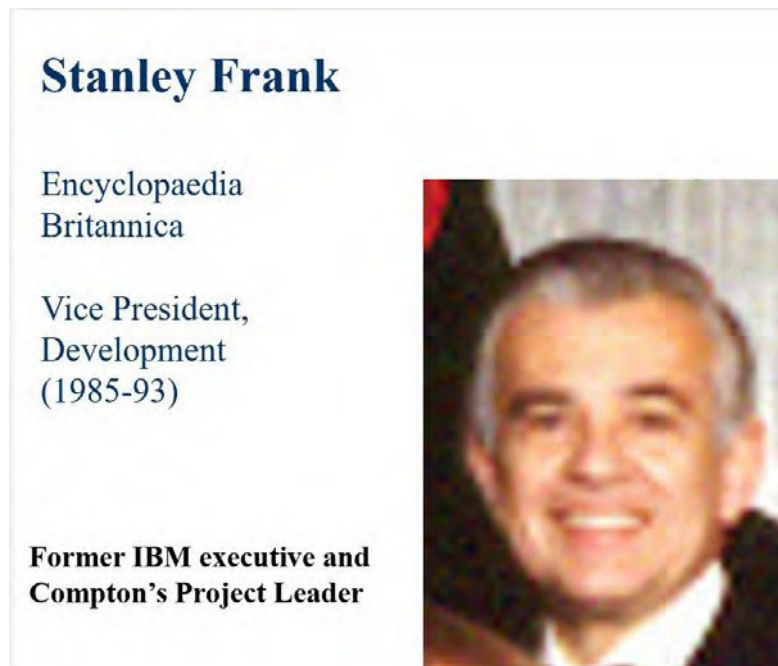 Stanley Frank
Encyclopaedia
Britannica
Vice President,
Development
(1985-93)
Former IBM executive and
Compton's Project Leader